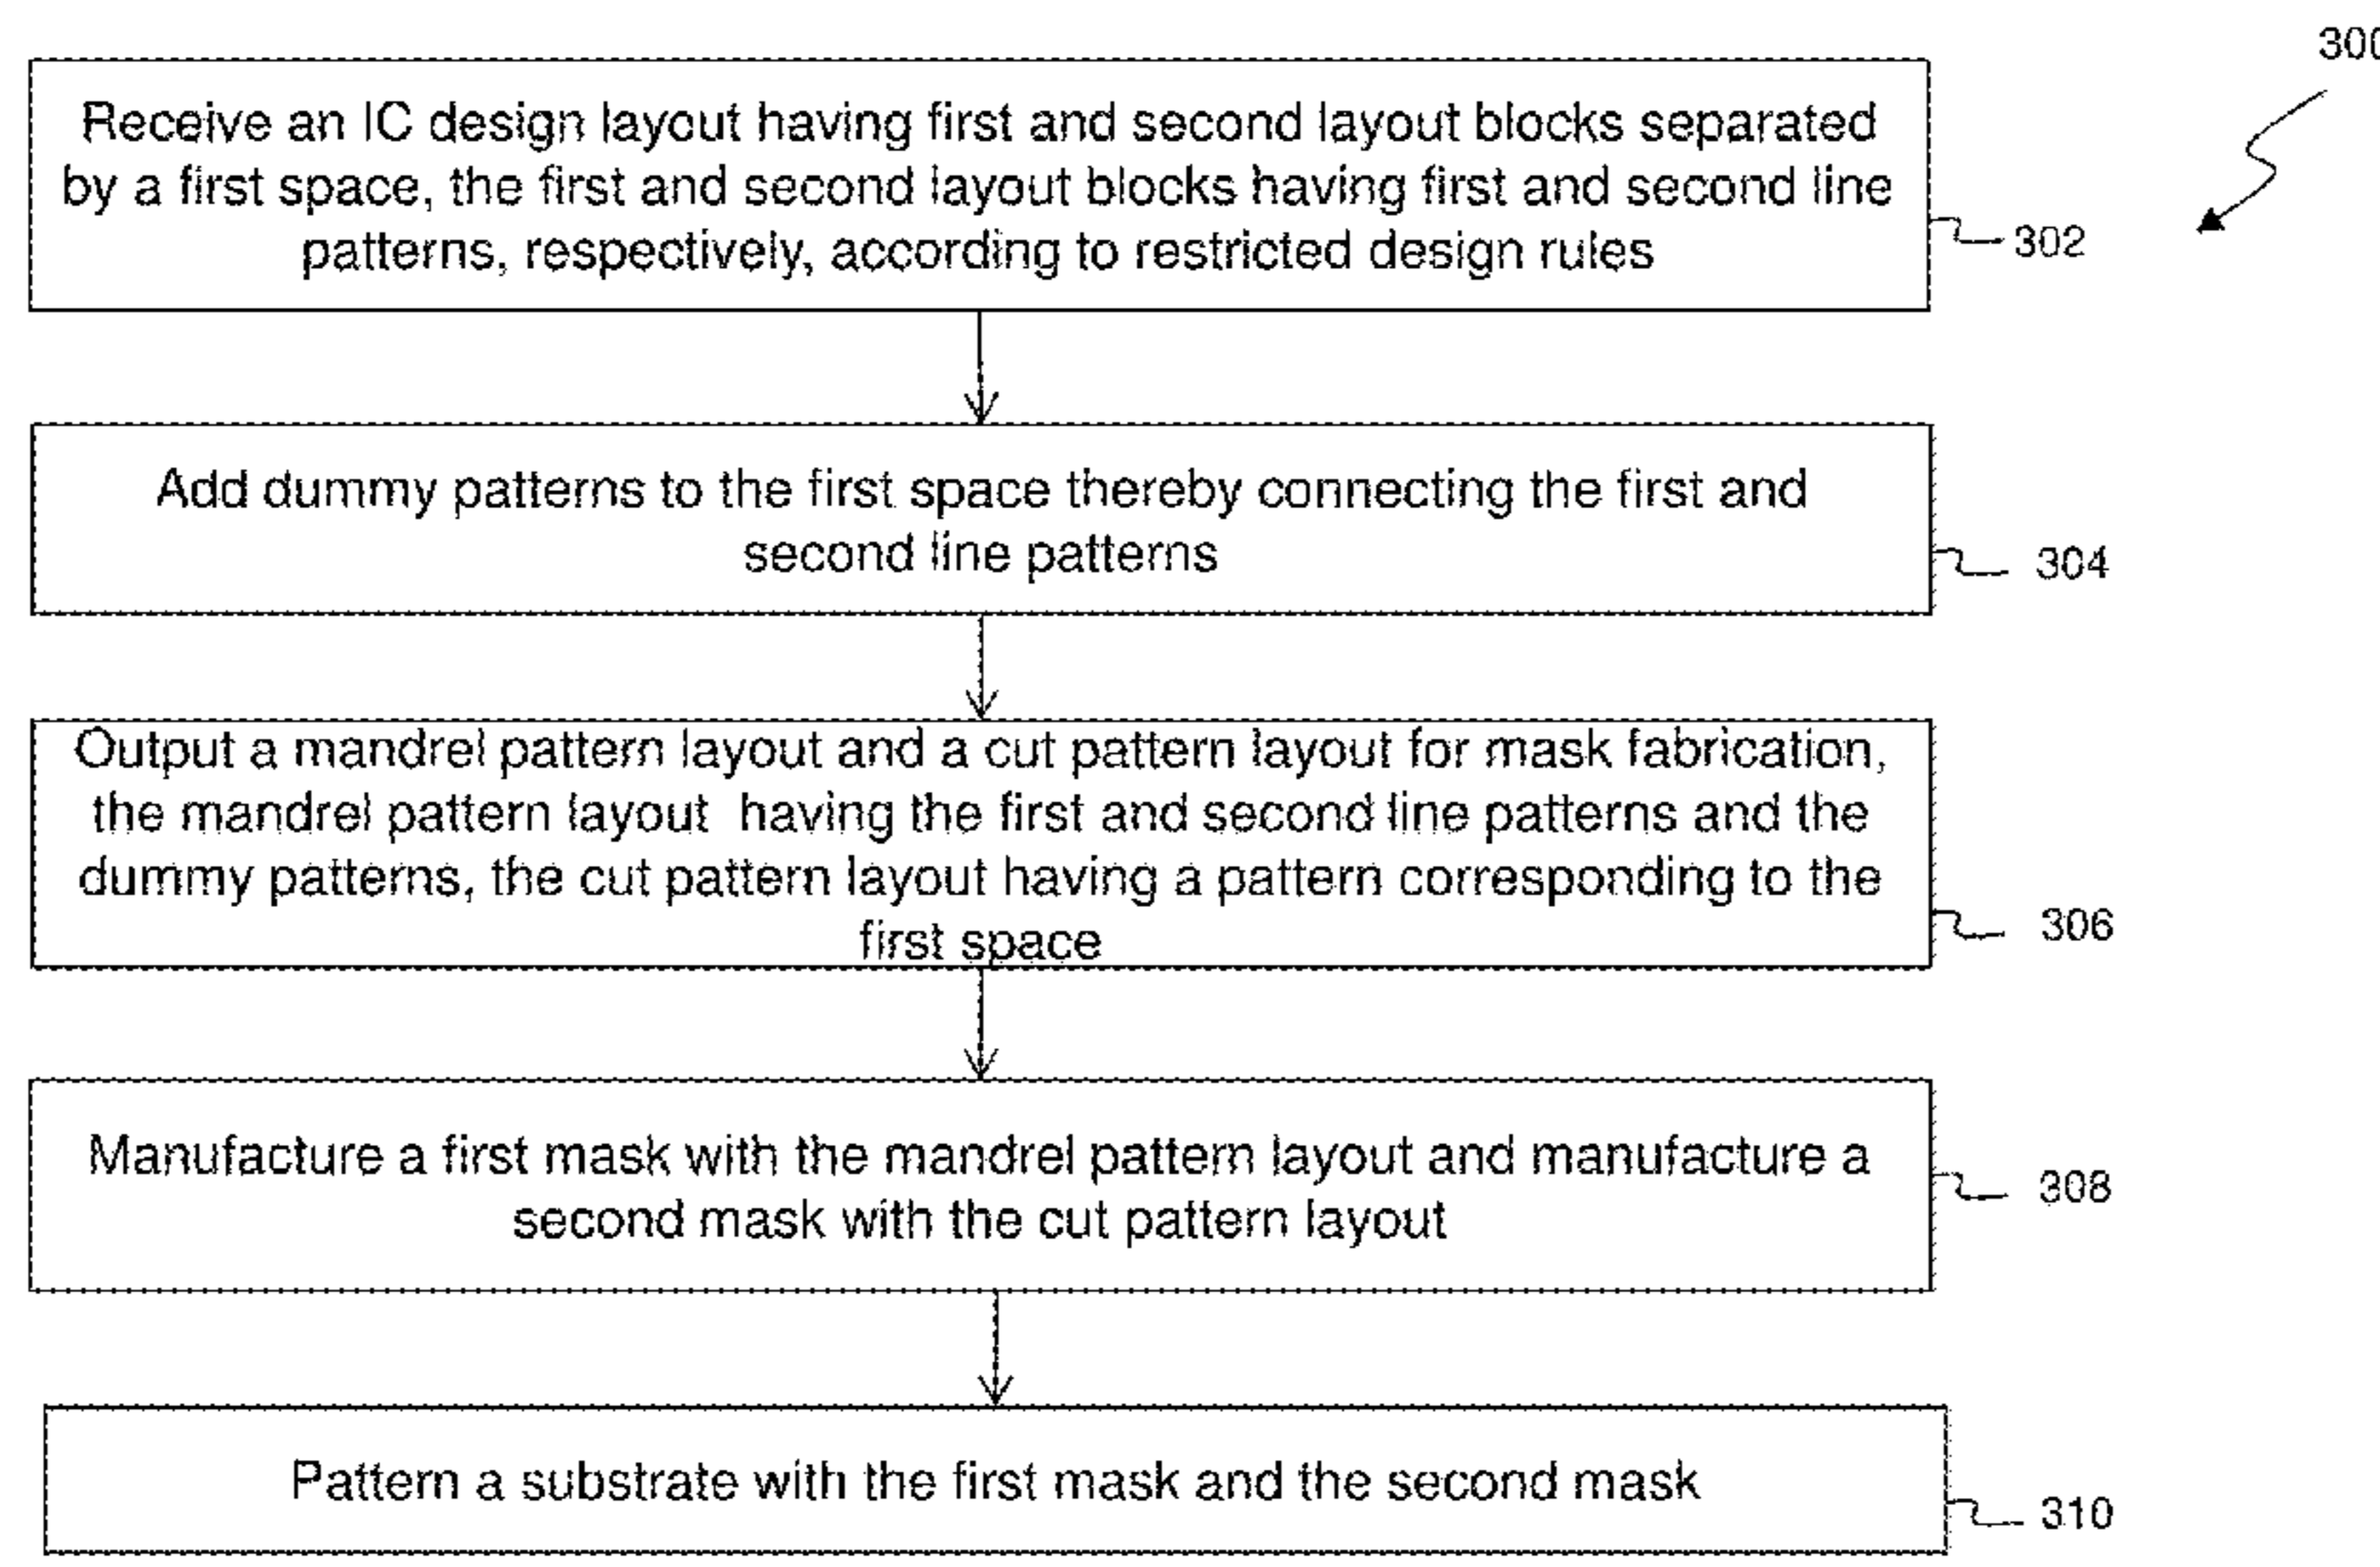 300
Receive an IC design layout having first and second layout blocks separated
by a first space, the first and second layout blocks having first and second line
patterns, respectively, according to restricted design rules
302
Add dummy patterns to the first space thereby connecting the first and
second line patterns
304
Output a mandrel pattern layout and a cut pattern layout for mask fabrication,
the mandrel pattern layout having the first and second line patterns and the
dummy patterns, the cut pattern layout having a pattern corresponding to the
first space
306
Manufacture a first mask with the mandrel pattern layout and manufacture a
second mask with the cut pattern layout
308
Pattern a substrate with the first mask and the second mask
310